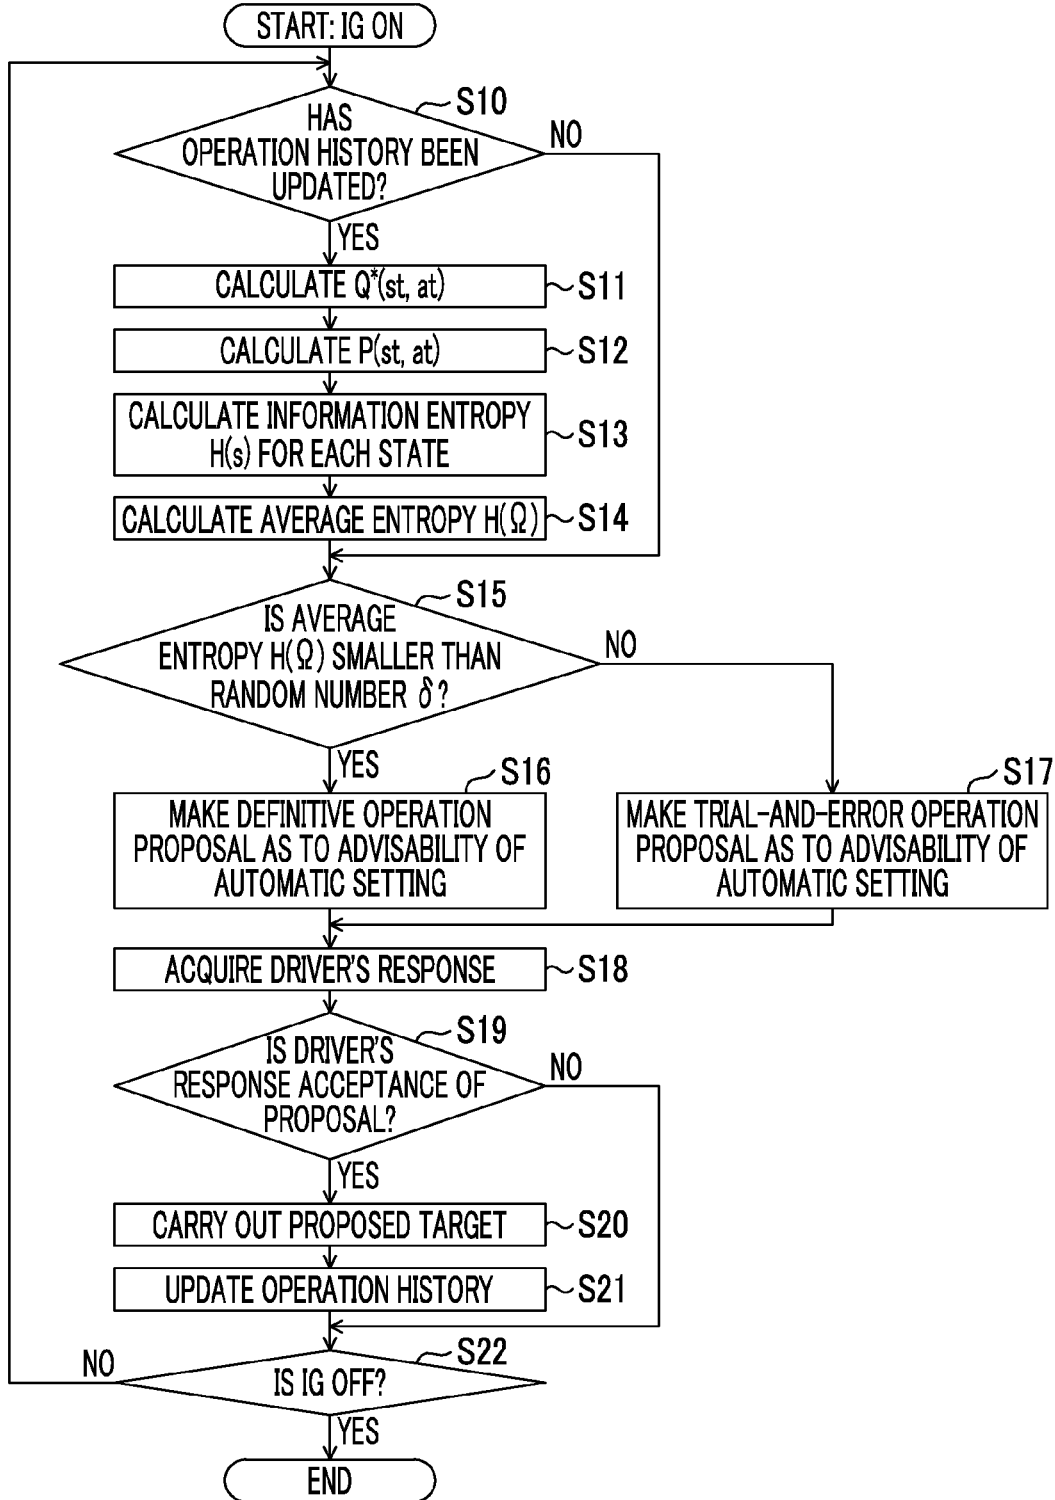 START: IG ON
S10
HAS
OPERATION HISTORY BEEN
UPDATED?
NO
YES
CALCULATE Q*(st, at)
S11
CALCULATE P(st, at)
S12
CALCULATE INFORMATION ENTROPY
H(s) FOR EACH STATE
S13
CALCULATE AVERAGE ENTROPY H(Ω)
S14
S15
IS AVERAGE
ENTROPY H(Ω) SMALLER THAN
RANDOM NUMBER δ?
NO
YES
S16
MAKE DEFINITIVE OPERATION
PROPOSAL AS TO ADVISABILITY OF
AUTOMATIC SETTING
S17
MAKE TRIAL-AND-ERROR OPERATION
PROPOSAL AS TO ADVISABILITY OF
AUTOMATIC SETTING
ACQUIRE DRIVER'S RESPONSE
S18
S19
IS DRIVER'S
RESPONSE ACCEPTANCE OF
PROPOSAL?
NO
YES
CARRY OUT PROPOSED TARGET
S20
UPDATE OPERATION HISTORY
S21
S22
NO
IS IG OFF?
YES
END